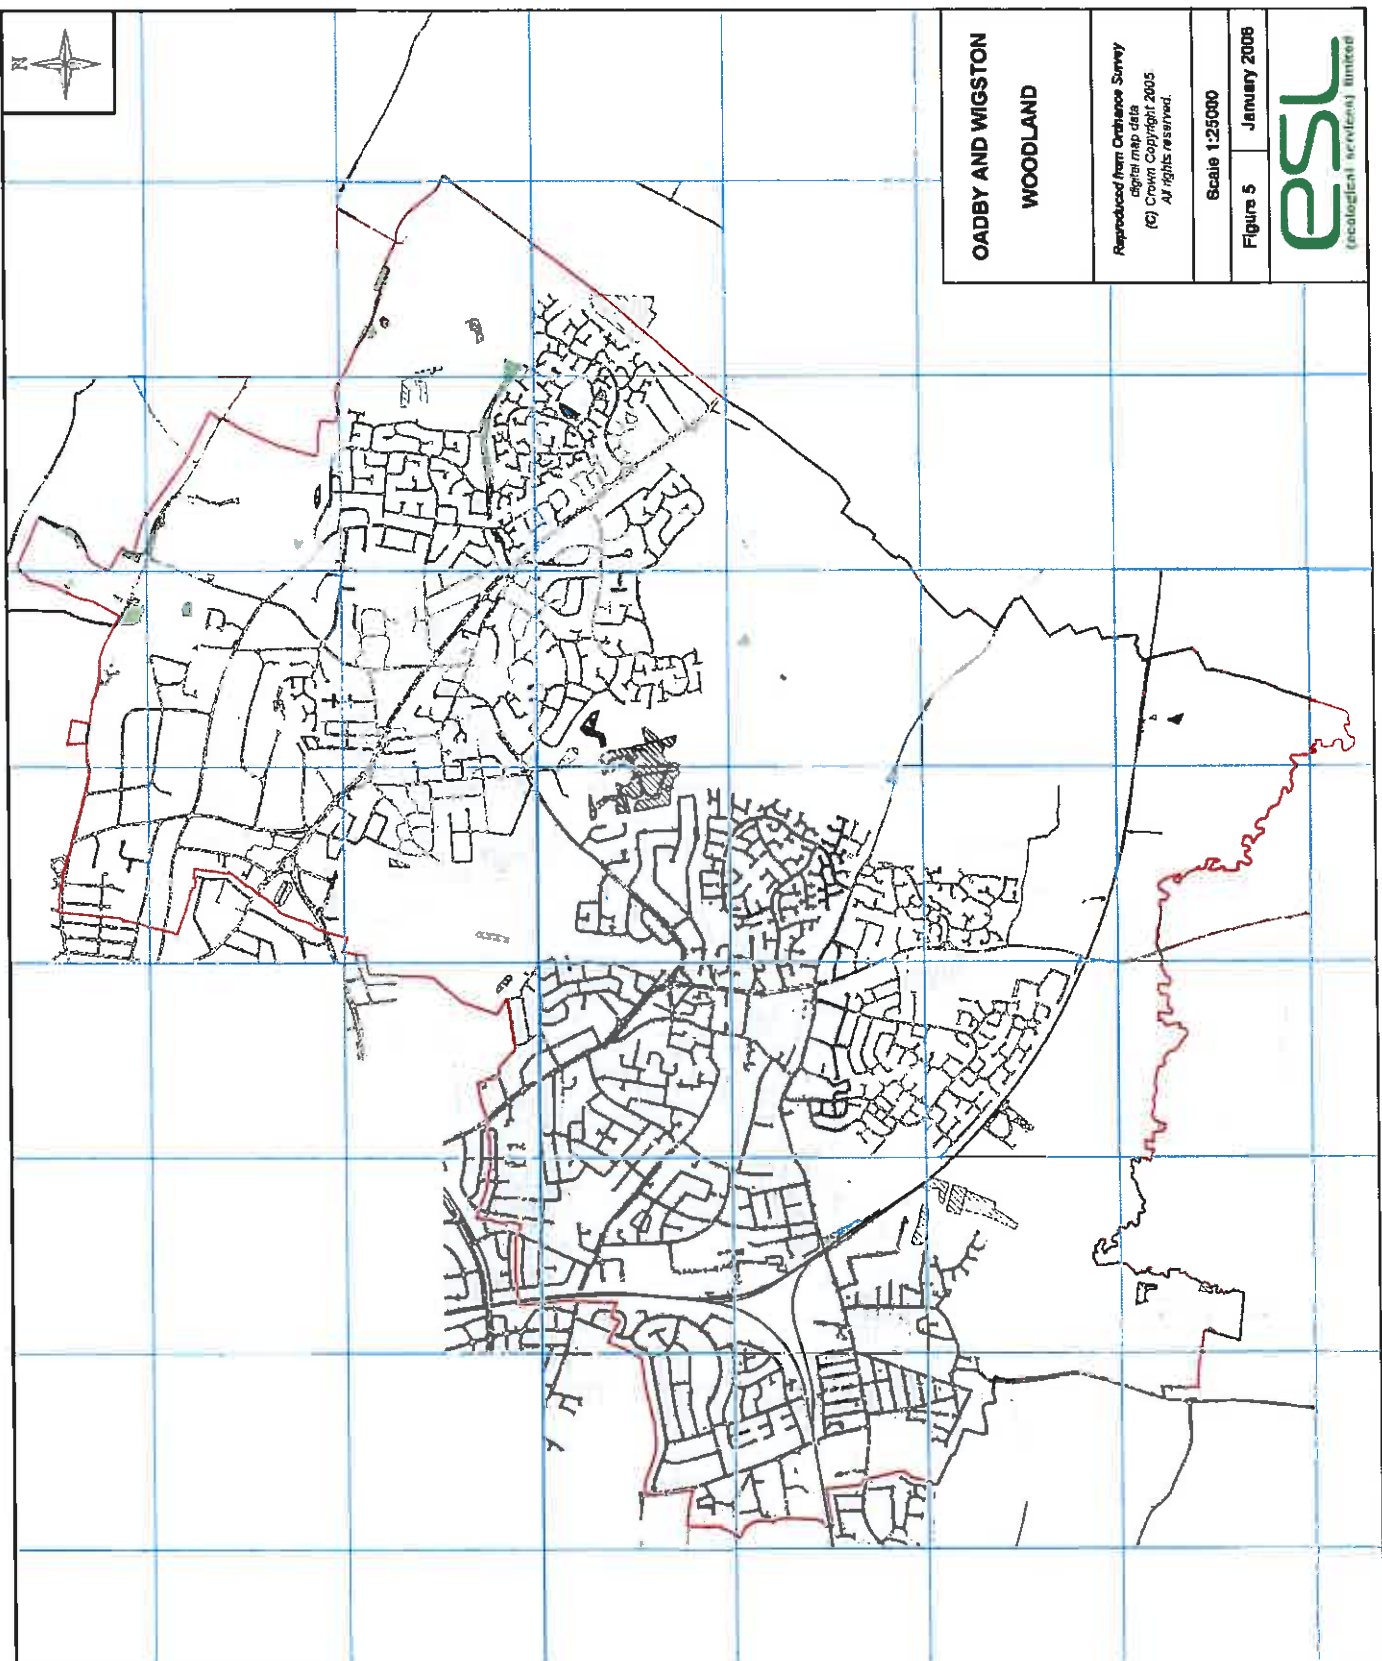 N
OADBY AND WIGSTON
WOODLAND
Reproduced from Ordnance Survey
digital map data
(C) Crown Copyright 2005.
All rights reserved.
Scale 1:25000
Figure 5
January 2006
esl
(ecological services) limited